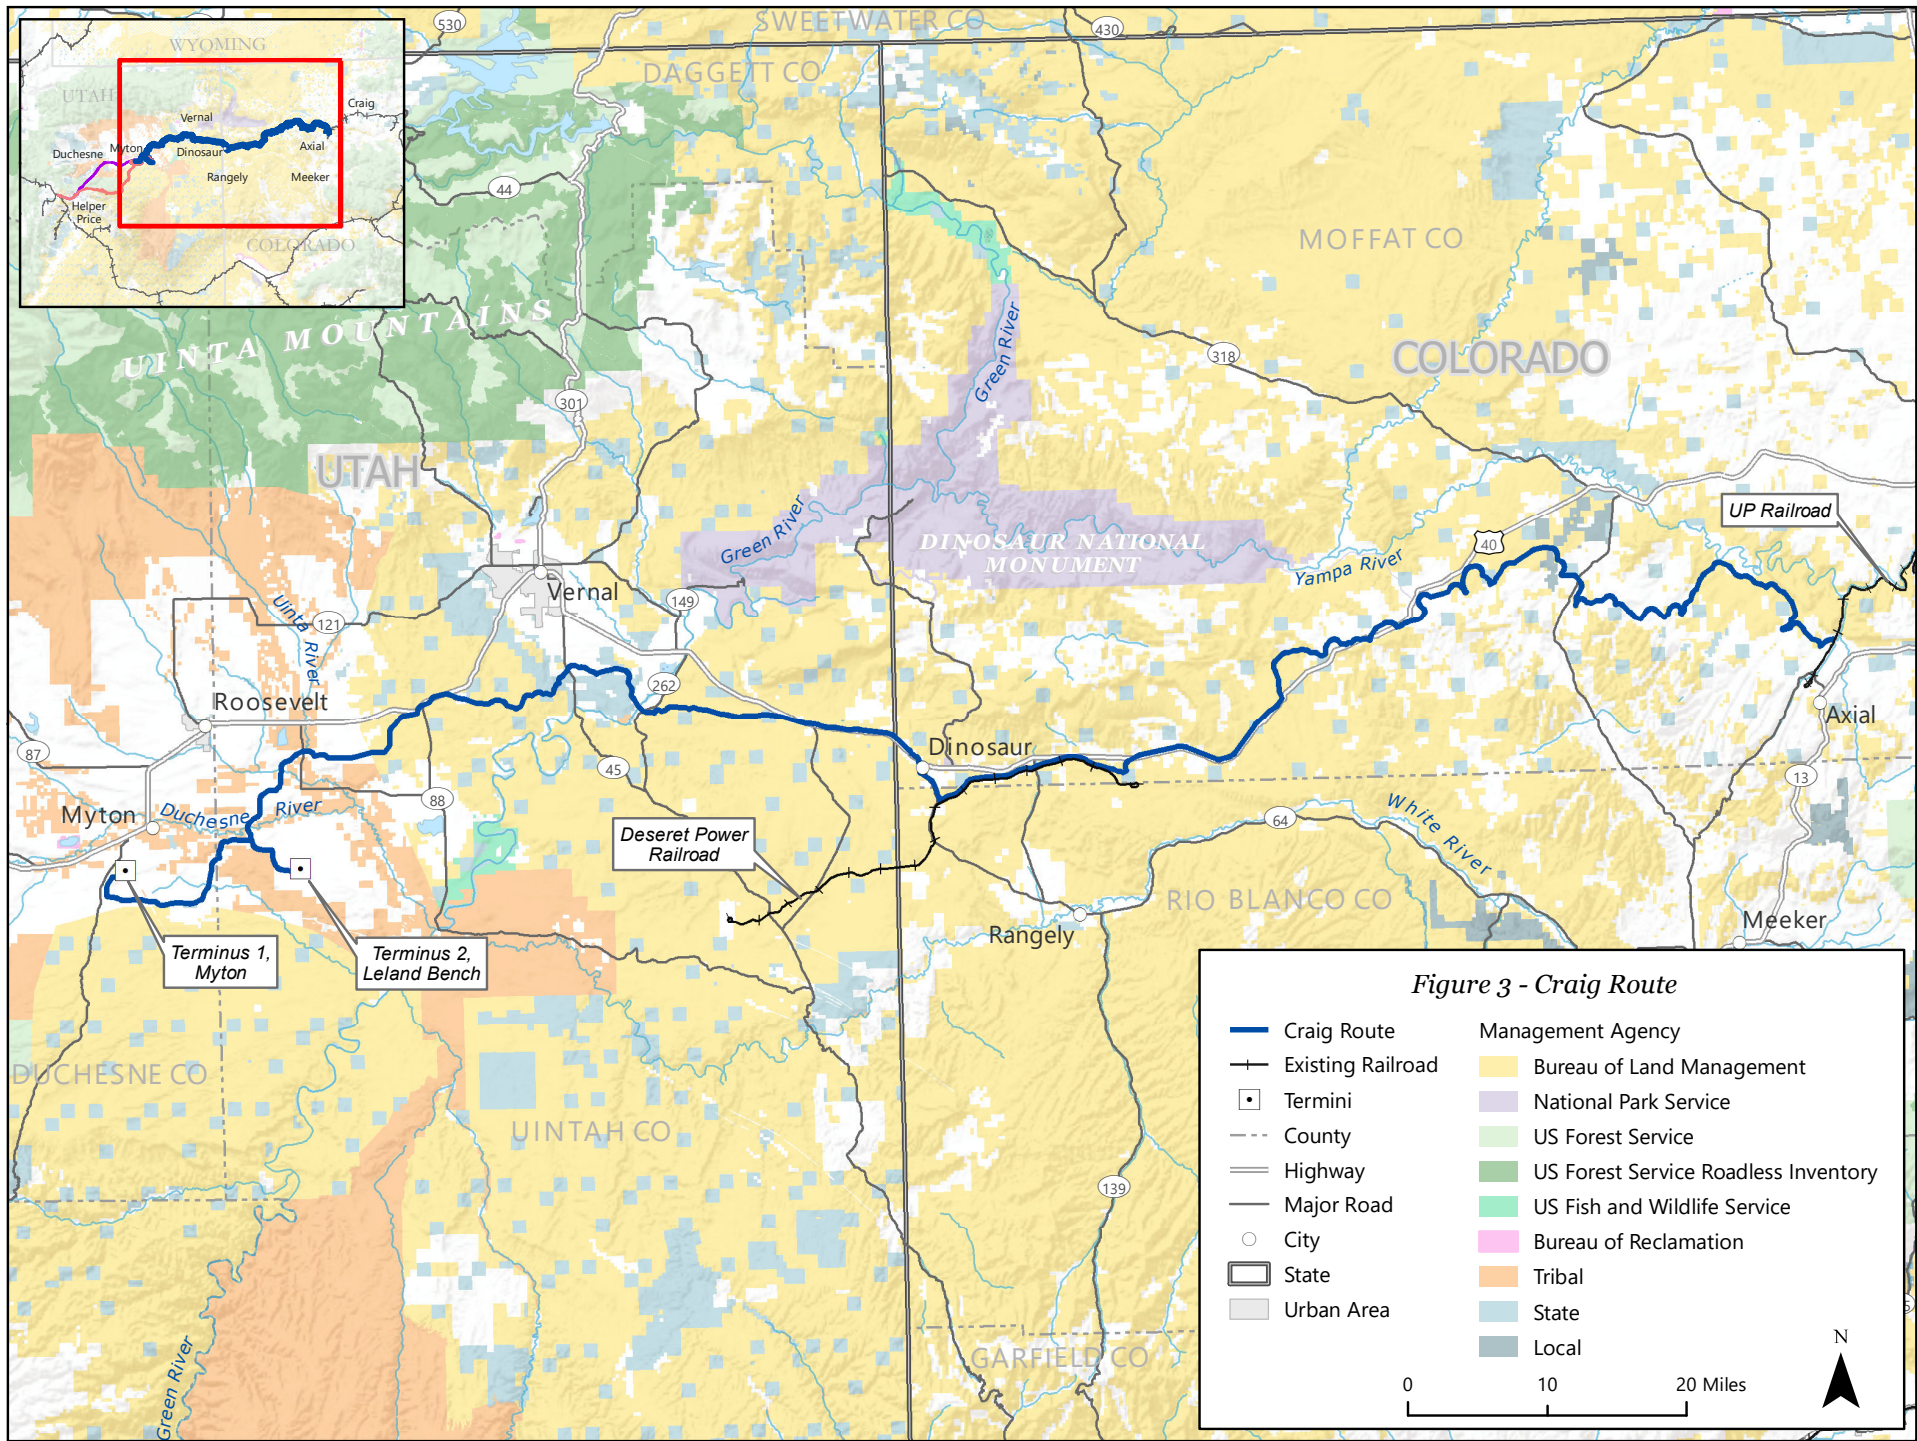 SWEETWATER CO
530
430
WYOMING
UTAH
Craig
Vernal
Myton
Duchesne
Dinosaur
Axial
Rangely
Meeker
Helper
Price
COLORADO
DAGGETT CO
44
MOFFAT CO
UINTA MOUNTAINS
Green River
318
COLORADO
301
UTAH
UP Railroad
Green River
DINOSAUR NATIONAL
MONUMENT
40
Yampa River
Vernal
149
Uinta
River
121
262
Roosevelt
Axial
87
Dinosaur
45
13
88
Myton
Duchesne
River
White River
64
Deseret Power
Railroad
RIO BLANCO CO
Rangely
Meeker
Terminus 1,
Myton
Terminus 2,
Leland Bench
DUCHESNE CO
UINTAH CO
139
GARFIELD CO
Green River
Figure 3 - Craig Route
Craig Route
Existing Railroad
Termini
County
Highway
Major Road
City
State
Urban Area
Management Agency
Bureau of Land Management
National Park Service
US Forest Service
US Forest Service Roadless Inventory
US Fish and Wildlife Service
Bureau of Reclamation
Tribal
State
Local
N
0 10 20 Miles